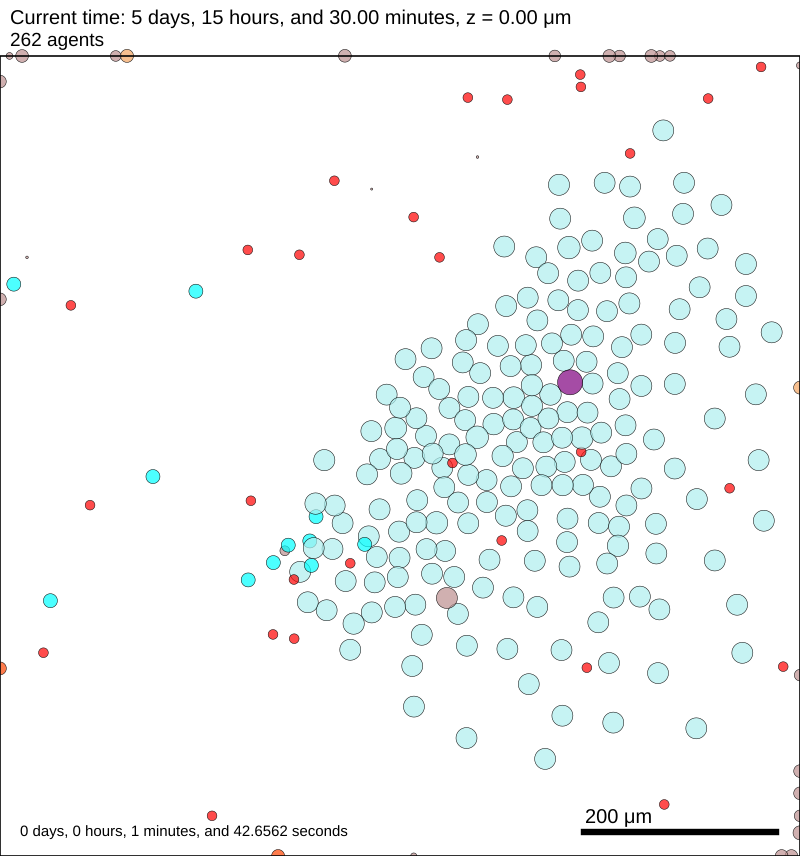 Current time: 5 days, 15 hours, and 30.00 minutes, z = 0.00 μm
262 agents
200 μm
0 days, 0 hours, 1 minutes, and 42.6562 seconds